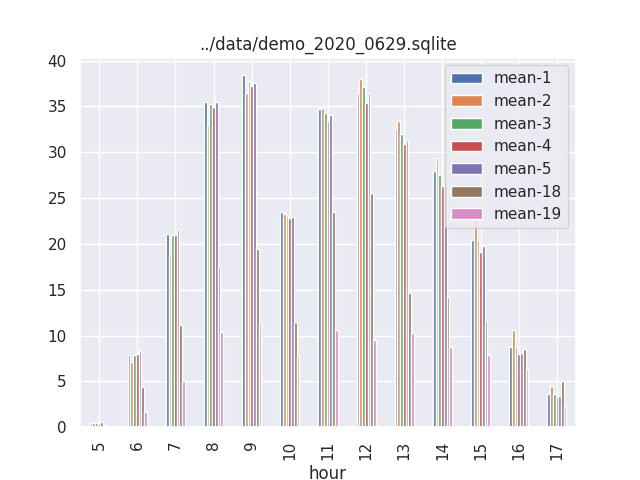 ../data/demo_2020_0629.sqlite
40
35
30
25
20
15
10
5
0
mean-1
mean-2
mean-3
mean-4
mean-5
mean-18
mean-19
5 6 7 8 9 10 11 12 13 14 15 16 17
hour